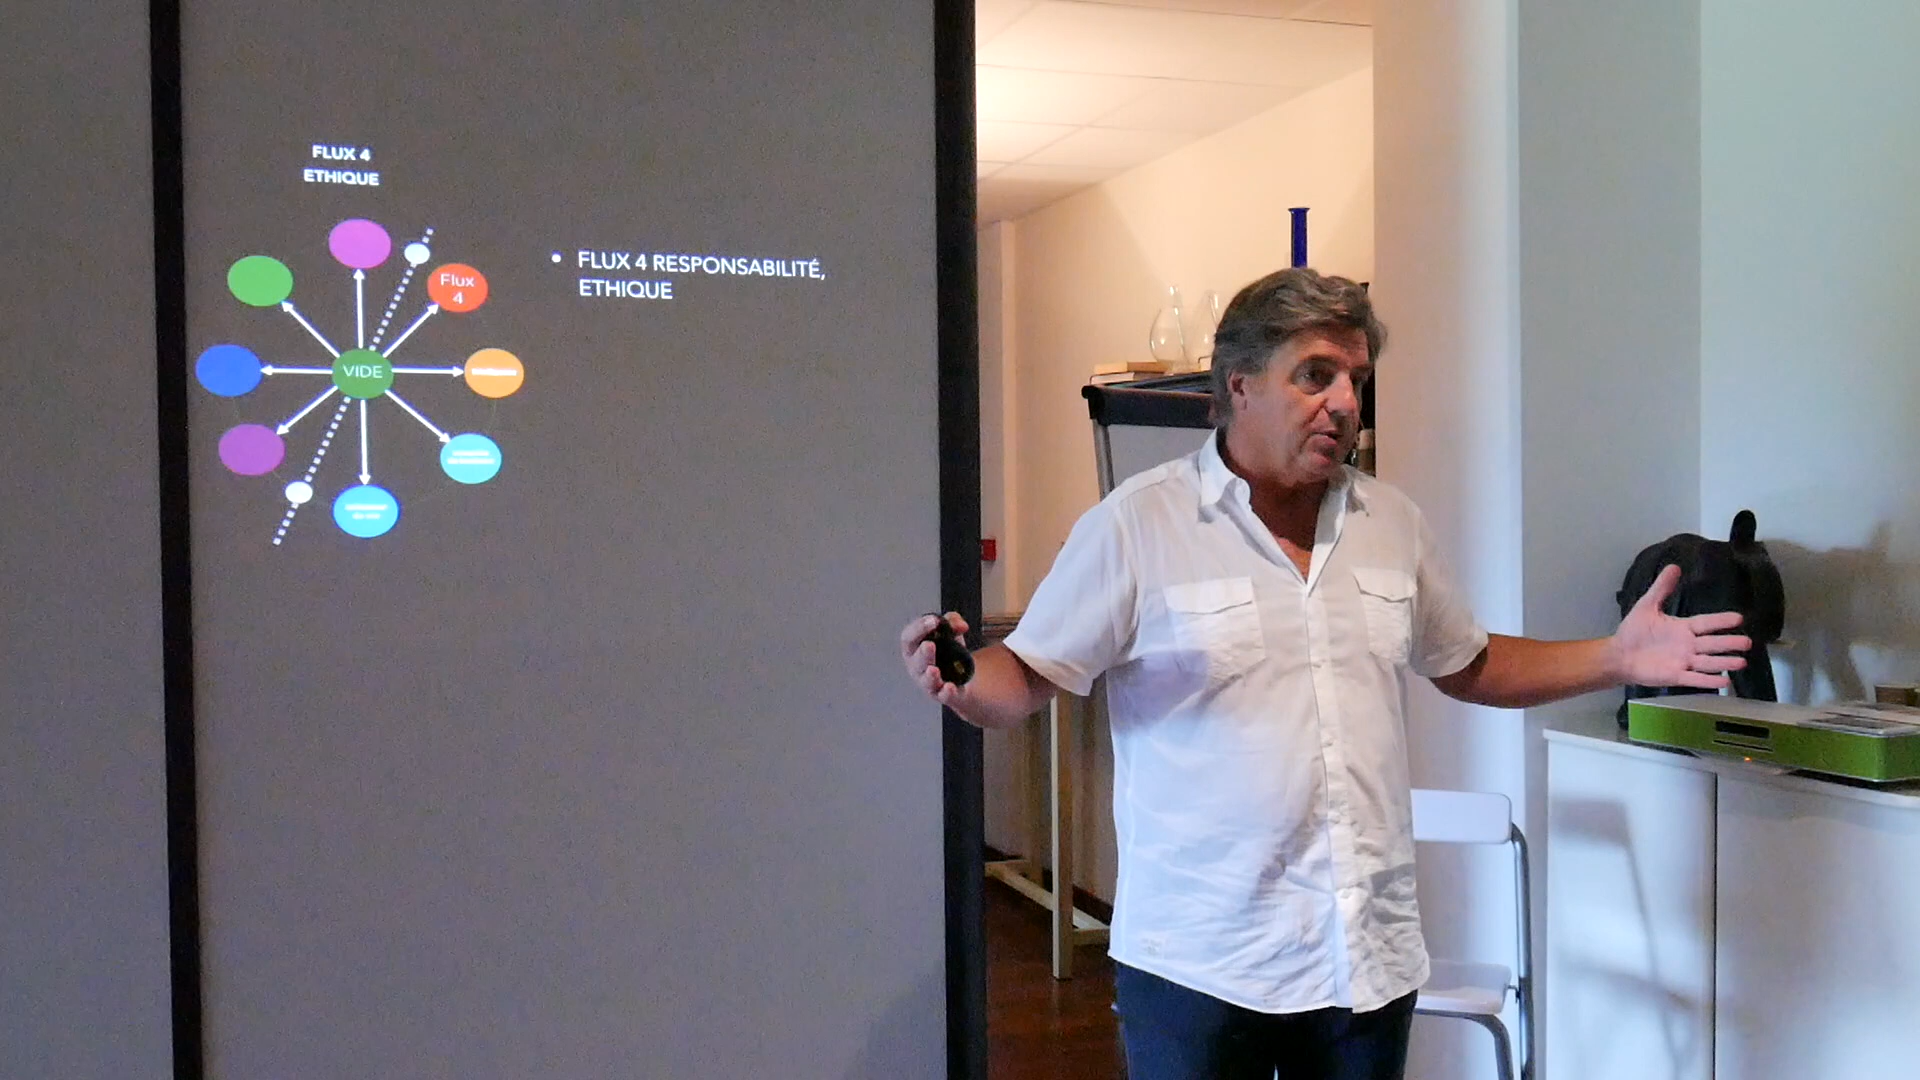 FLUX 4
ETHIQUE
• FLUX 4 RESPONSABILITÉ,
ETHIQUE
Flux
4
VIDE